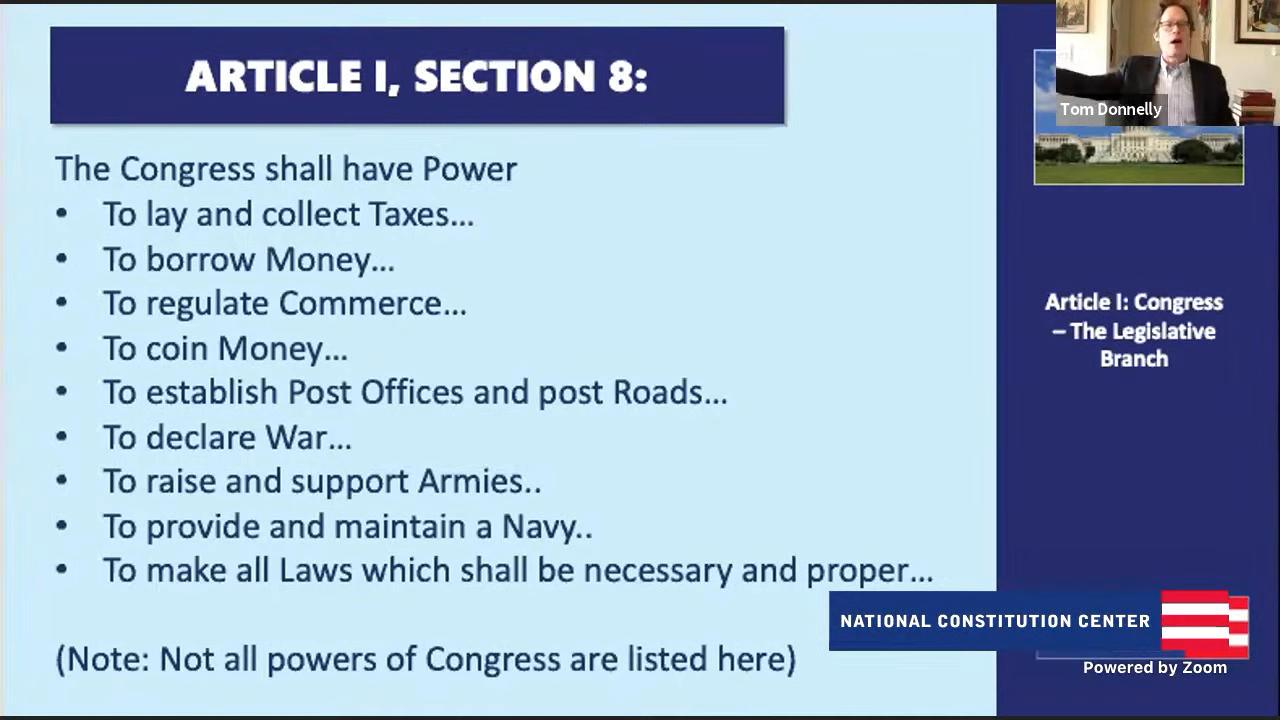 ARTICLE I, SECTION 8:
The Congress shall have Power
• To lay and collect Taxes...
• To borrow Money...
• To regulate Commerce...
• To coin Money...
• To establish Post Offices and post Roads...
• To declare War...
• To raise and support Armies..
• To provide and maintain a Navy..
• To make all Laws which shall be necessary and proper...
(Note: Not all powers of Congress are listed here)
Tom Donnelly
Article I: Congress
– The Legislative
Branch
NATIONAL CONSTITUTION CENTER
Powered by Zoom